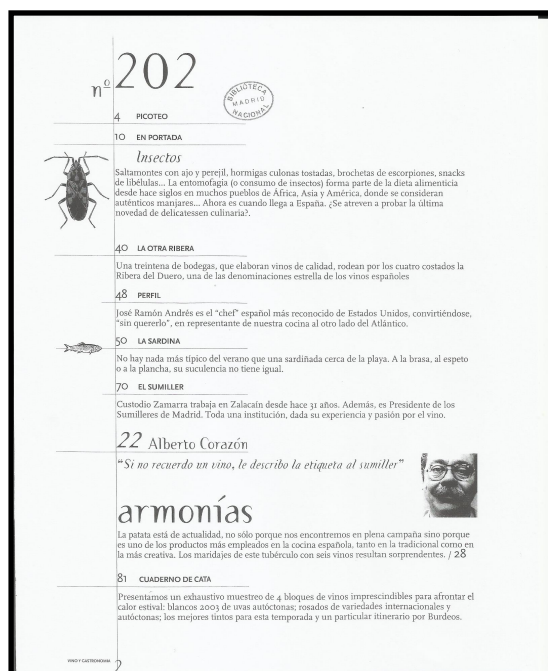 nº 202
BIBLIOTECA
MADRID
NACIONAL
4 PICOTEO
10 EN PORTADA
Insectos
Saltamontes con ajo y perejil, hormigas culonas tostadas, brochetas de escorpiones, snacks
de libélulas... La entomofagia (o consumo de insectos) forma parte de la dieta alimenticia
desde hace siglos en muchos pueblos de África, Asia y América, donde se consideran
auténticos manjares... Ahora es cuando llega a España. ¿Se atreven a probar la última
novedad de delicatessen culinaria?.
40 LA OTRA RIBERA
Una treintena de bodegas, que elaboran vinos de calidad, rodean por los cuatro costados la
Ribera del Duero, una de las denominaciones estrella de los vinos españoles
48 PERFIL
José Ramón Andrés es el "chef" español más reconocido de Estados Unidos, convirtiéndose,
"sin quererlo", en representante de nuestra cocina al otro lado del Atlántico.
50 LA SARDINA
No hay nada más típico del verano que una sardiñada cerca de la playa. A la brasa, al espeto
o a la plancha, su suculencia no tiene igual.
70 EL SUMILLER
Custodio Zamarra trabaja en Zalacaín desde hace 31 años. Además, es Presidente de los
Sumilleres de Madrid. Toda una institución, dada su experiencia y pasión por el vino.
22 Alberto Corazón
"Si no recuerdo un vino, le describo la etiqueta al sumiller"
armonías
La patata está de actualidad, no sólo porque nos encontremos en plena campaña sino porque
es uno de los productos más empleados en la cocina española, tanto en la tradicional como en
la más creativa. Los maridajes de este tubérculo con seis vinos resultan sorprendentes. / 28
81 CUADERNO DE CATA
Presentamos un exhaustivo muestreo de 4 bloques de vinos imprescindibles para afrontar el
calor estival: blancos 2003 de uvas autóctonas; rosados de variedades internacionales y
autóctonas; los mejores tintos para esta temporada y un particular itinerario por Burdeos.
VINO Y GASTRONOMÍA 2